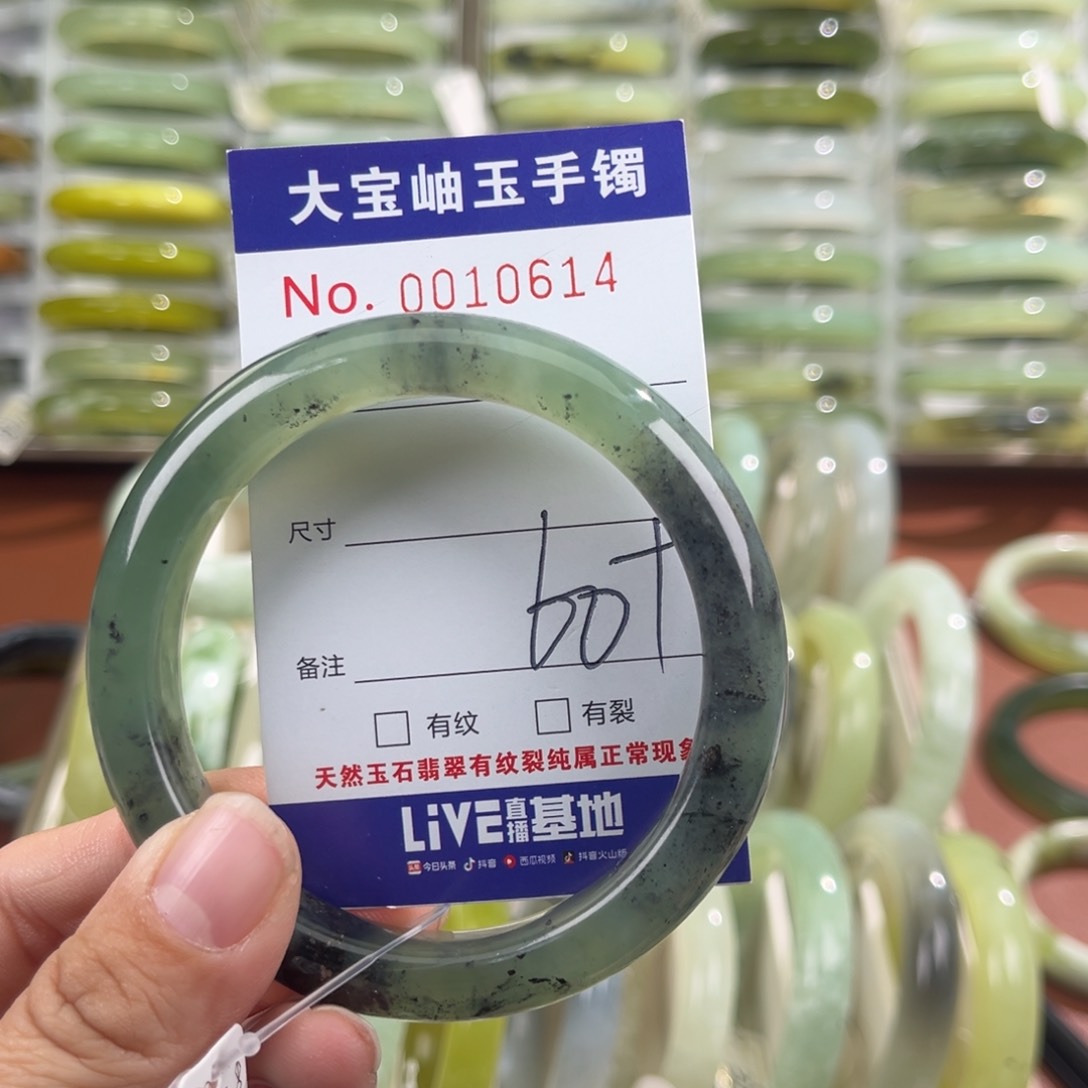 大宝岫玉手镯
No. 0010614
尺寸
备注
□ 有纹 □ 有裂
天然玉石翡翠有纹裂纯属正常现象
LiVE直播基地
今日头条 抖音 西瓜视频 抖音火山